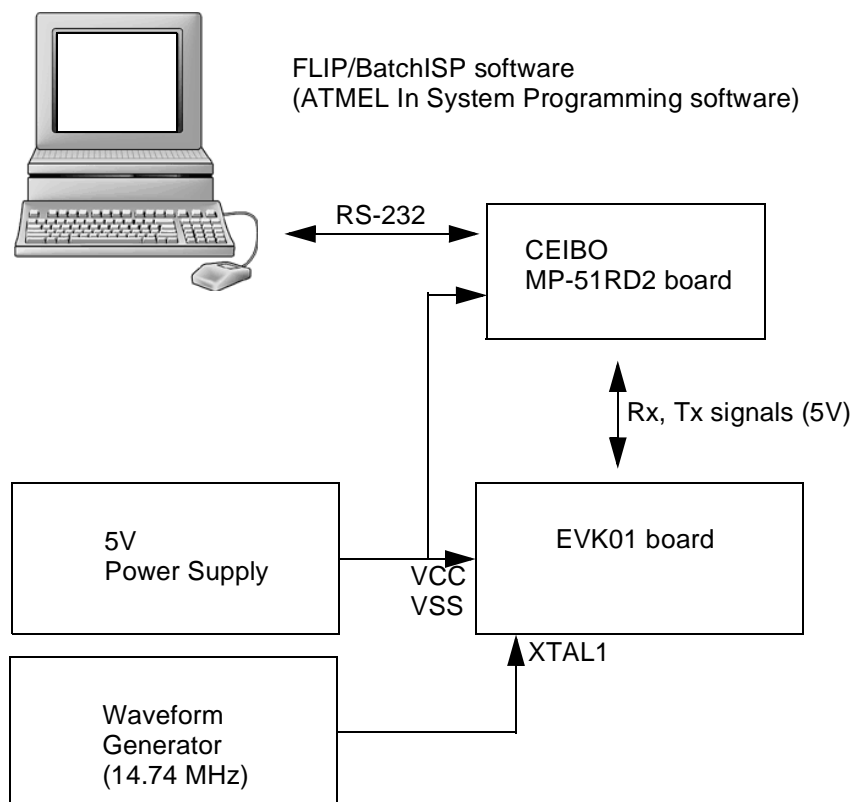 FLIP/BatchISP software
(ATMEL In System Programming software)
RS-232
CEIBO
MP-51RD2 board
Rx, Tx signals (5V)
5V
Power Supply
VCC
VSS
EVK01 board
XTAL1
Waveform
Generator
(14.74 MHz)